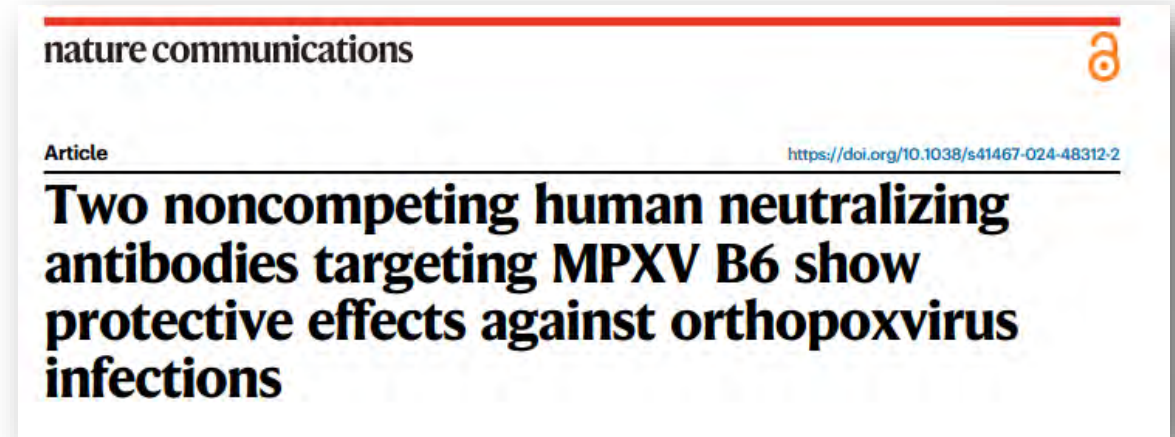 nature communications
Article
https://doi.org/10.1038/s41467-024-48312-2
Two noncompeting human neutralizing
antibodies targeting MPXV B6 show
protective effects against orthopoxvirus
infections